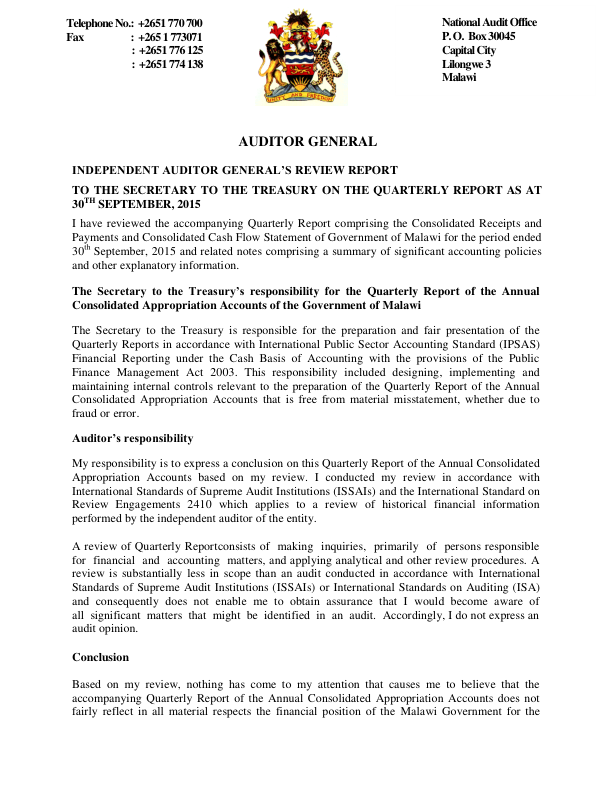 Telephone No.: +2651 770 700
Fax : +265 1 773071
: +2651 776 125
: +2651 774 138
National Audit Office
P. O. Box 30045
Capital City
Lilongwe 3
Malawi
UNITY AND FREEDOM
AUDITOR GENERAL
INDEPENDENT AUDITOR GENERAL'S REVIEW REPORT
TO THE SECRETARY TO THE TREASURY ON THE QUARTERLY REPORT AS AT
30TH SEPTEMBER, 2015
I have reviewed the accompanying Quarterly Report comprising the Consolidated Receipts and
Payments and Consolidated Cash Flow Statement of Government of Malawi for the period ended
30th September, 2015 and related notes comprising a summary of significant accounting policies
and other explanatory information.
The Secretary to the Treasury's responsibility for the Quarterly Report of the Annual
Consolidated Appropriation Accounts of the Government of Malawi
The Secretary to the Treasury is responsible for the preparation and fair presentation of the
Quarterly Reports in accordance with International Public Sector Accounting Standard (IPSAS)
Financial Reporting under the Cash Basis of Accounting with the provisions of the Public
Finance Management Act 2003. This responsibility included designing, implementing and
maintaining internal controls relevant to the preparation of the Quarterly Report of the Annual
Consolidated Appropriation Accounts that is free from material misstatement, whether due to
fraud or error.
Auditor's responsibility
My responsibility is to express a conclusion on this Quarterly Report of the Annual Consolidated
Appropriation Accounts based on my review. I conducted my review in accordance with
International Standards of Supreme Audit Institutions (ISSAIs) and the International Standard on
Review Engagements 2410 which applies to a review of historical financial information
performed by the independent auditor of the entity.
A review of Quarterly Reportconsists of making inquiries, primarily of persons responsible
for financial and accounting matters, and applying analytical and other review procedures. A
review is substantially less in scope than an audit conducted in accordance with International
Standards of Supreme Audit Institutions (ISSAIs) or International Standards on Auditing (ISA)
and consequently does not enable me to obtain assurance that I would become aware of
all significant matters that might be identified in an audit. Accordingly, I do not express an
audit opinion.
Conclusion
Based on my review, nothing has come to my attention that causes me to believe that the
accompanying Quarterly Report of the Annual Consolidated Appropriation Accounts does not
fairly reflect in all material respects the financial position of the Malawi Government for the